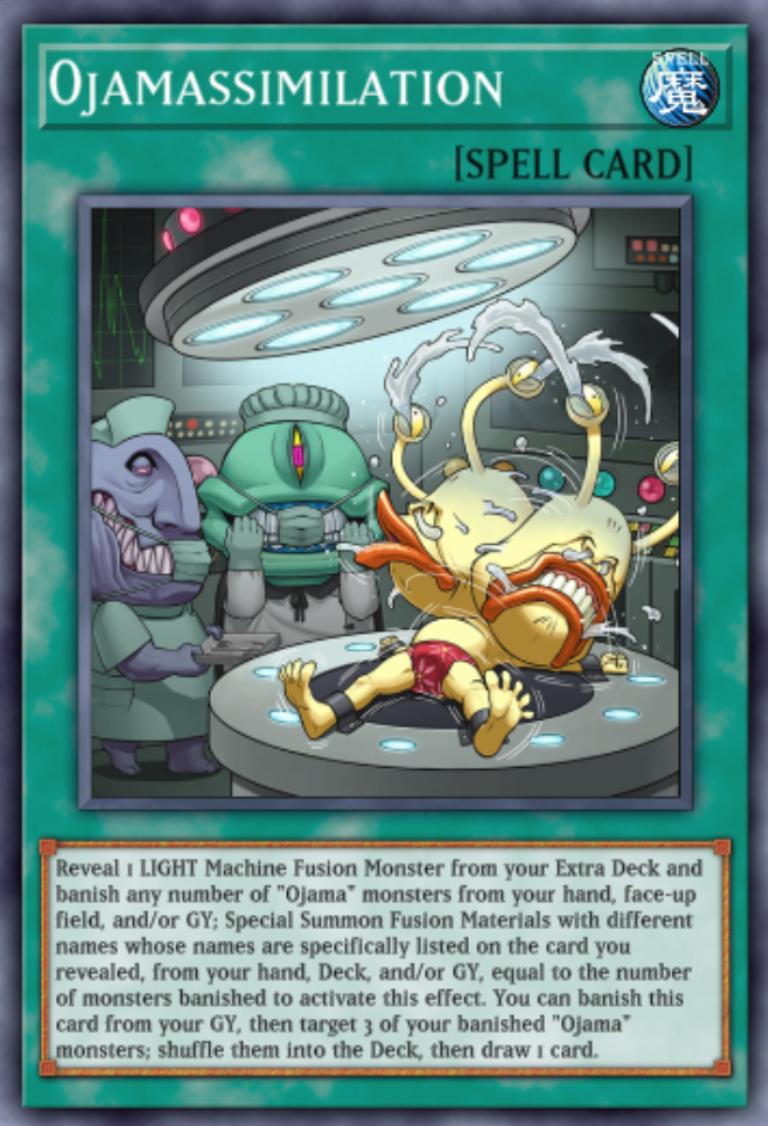 Ojamassimilation
SPELL
魔
[SPELL CARD]
Reveal 1 LIGHT Machine Fusion Monster from your Extra Deck and
banish any number of "Ojama" monsters from your hand, face-up
field, and/or GY; Special Summon Fusion Materials with different
names whose names are specifically listed on the card you
revealed, from your hand, Deck, and/or GY, equal to the number
of monsters banished to activate this effect. You can banish this
card from your GY, then target 3 of your banished "Ojama"
monsters; shuffle them into the Deck, then draw 1 card.